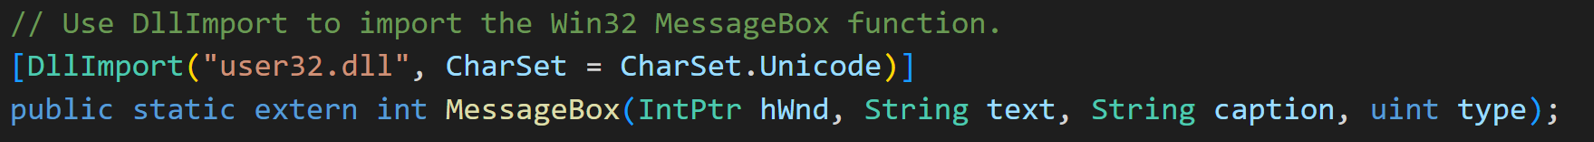 // Use DllImport to import the Win32 MessageBox function.
[DllImport("user32.dll", CharSet = CharSet.Unicode)]
public static extern int MessageBox(IntPtr hWnd, String text, String caption, uint type);